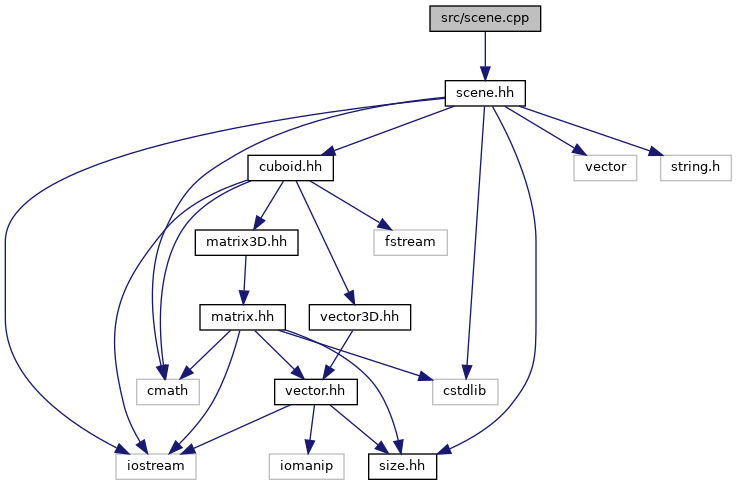 src/scene.cpp
scene.hh
cuboid.hh
vector
string.h
matrix3D.hh
fstream
matrix.hh
vector3D.hh
cmath
vector.hh
cstdlib
iostream
iomanip
size.hh